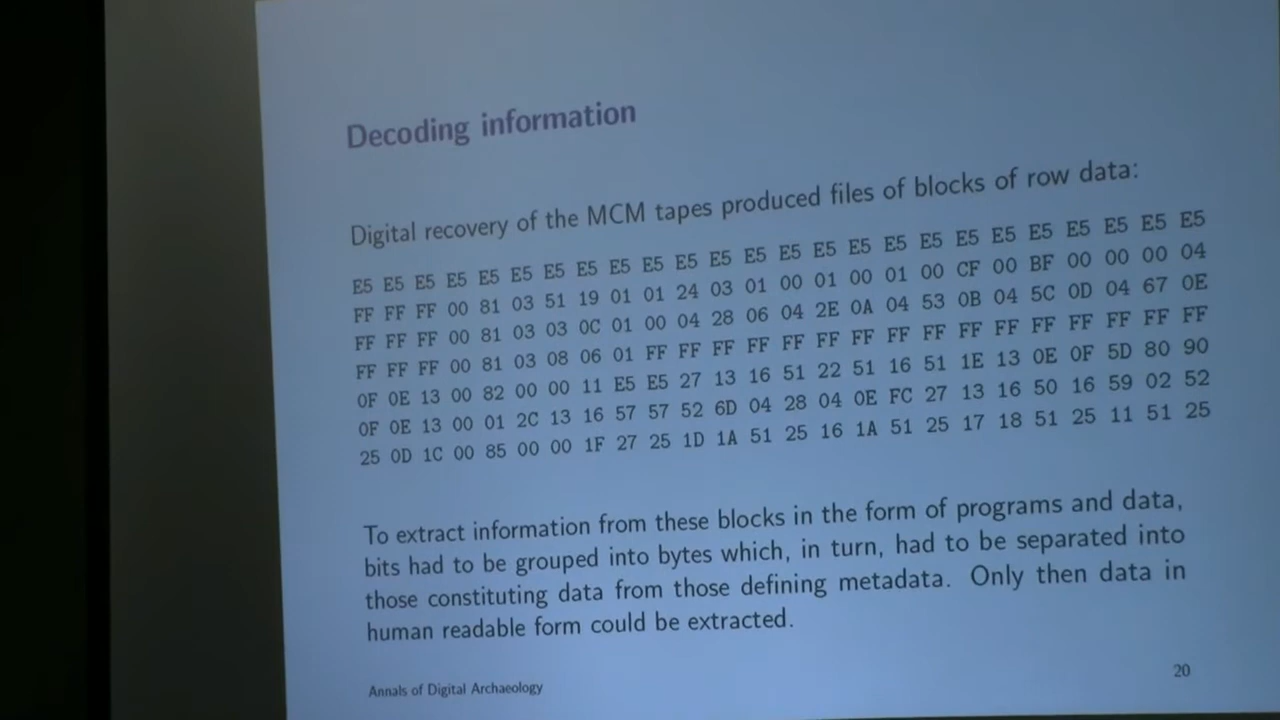 Decoding information
Digital recovery of the MCM tapes produced files of blocks of row data:
E5 E5 E5 E5 E5 E5 E5 E5 E5 E5 E5 E5 E5 E5 E5 E5 E5 E5 E5 E5 E5 E5 E5 E5
FF FF FF 00 81 03 51 19 01 01 24 03 01 00 01 00 01 00 CF 00 BF 00 00 00 04
FF FF FF 00 81 03 03 0C 01 00 04 28 06 04 2E 0A 04 53 0B 04 5C 0D 04 67 0E
FF FF FF 00 81 03 08 06 01 FF FF FF FF FF FF FF FF FF FF FF FF FF FF FF FF
0F 0E 13 00 82 00 00 11 E5 E5 27 13 16 51 22 51 16 51 1E 13 0E 0F 5D 80 90
0F 0E 13 00 01 2C 13 16 57 57 52 6D 04 28 04 0E FC 27 13 16 50 16 59 02 52
25 0D 1C 00 85 00 00 1F 27 25 1D 1A 51 25 16 1A 51 25 17 18 51 25 11 51 25
To extract information from these blocks in the form of programs and data,
bits had to be grouped into bytes which, in turn, had to be separated into
those constituting data from those defining metadata. Only then data in
human readable form could be extracted.
Annals of Digital Archaeology
20